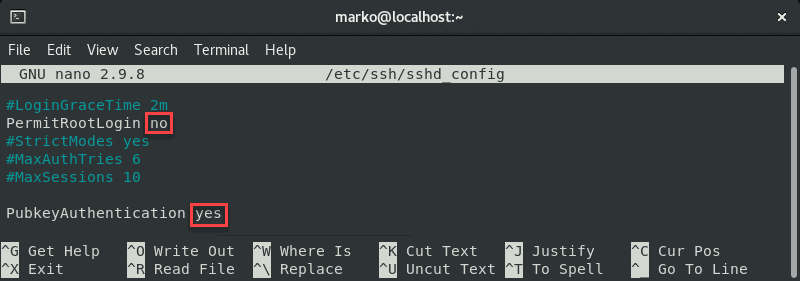 marko@localhost:~
File Edit View Search Terminal Help
GNU nano 2.9.8 /etc/ssh/sshd_config
#LoginGraceTime 2m
PermitRootLogin no
#StrictModes yes
#MaxAuthTries 6
#MaxSessions 10
PubkeyAuthentication yes
^G Get Help ^O Write Out ^W Where Is ^K Cut Text ^J Justify ^C Cur Pos
^X Exit ^R Read File ^\ Replace ^U Uncut Text ^T To Spell ^_ Go To Line